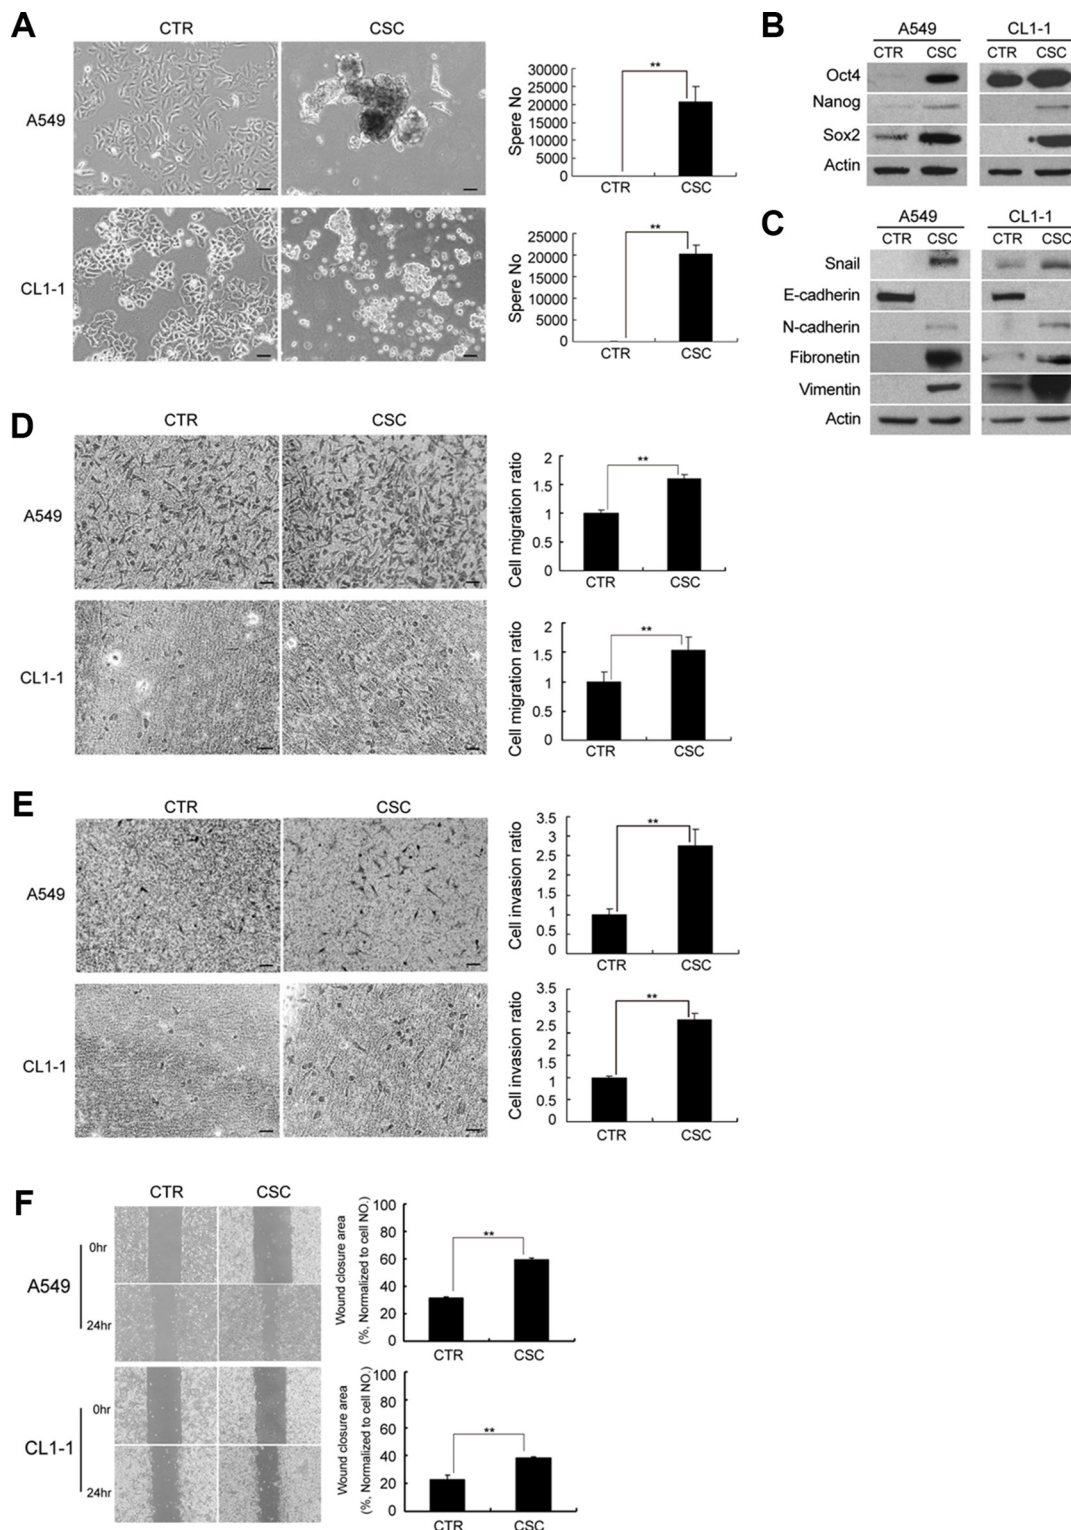 A
CTR CSC
A549
CL1-1
Spere No
30000
25000
20000
15000
10000
5000
0
**
CTR CSC
Spere No
25000
20000
15000
10000
5000
0
**
CTR CSC
B
A549 CL1-1
CTR CSC CTR CSC
Oct4
Nanog
Sox2
Actin
C
A549 CL1-1
CTR CSC CTR CSC
Snail
E-cadherin
N-cadherin
Fibronetin
Vimentin
Actin
D
CTR CSC
A549
CL1-1
Cell migration ratio
2
1.5
1
0.5
0
**
CTR CSC
Cell migration ratio
2
1.5
1
0.5
0
**
CTR CSC
E
CTR CSC
A549
CL1-1
Cell invasion ratio
3.5
3
2.5
2
1.5
1
0.5
0
**
CTR CSC
Cell invasion ratio
3.5
3
2.5
2
1.5
1
0.5
0
**
CTR CSC
F
CTR CSC
A549
0hr
24hr
CL1-1
0hr
24hr
Wound closure area
(%, Normalized to cell NO.)
100
80
60
40
20
0
**
CTR CSC
Wound closure area
(%, Normalized to cell NO.)
100
80
60
40
20
0
**
CTR CSC